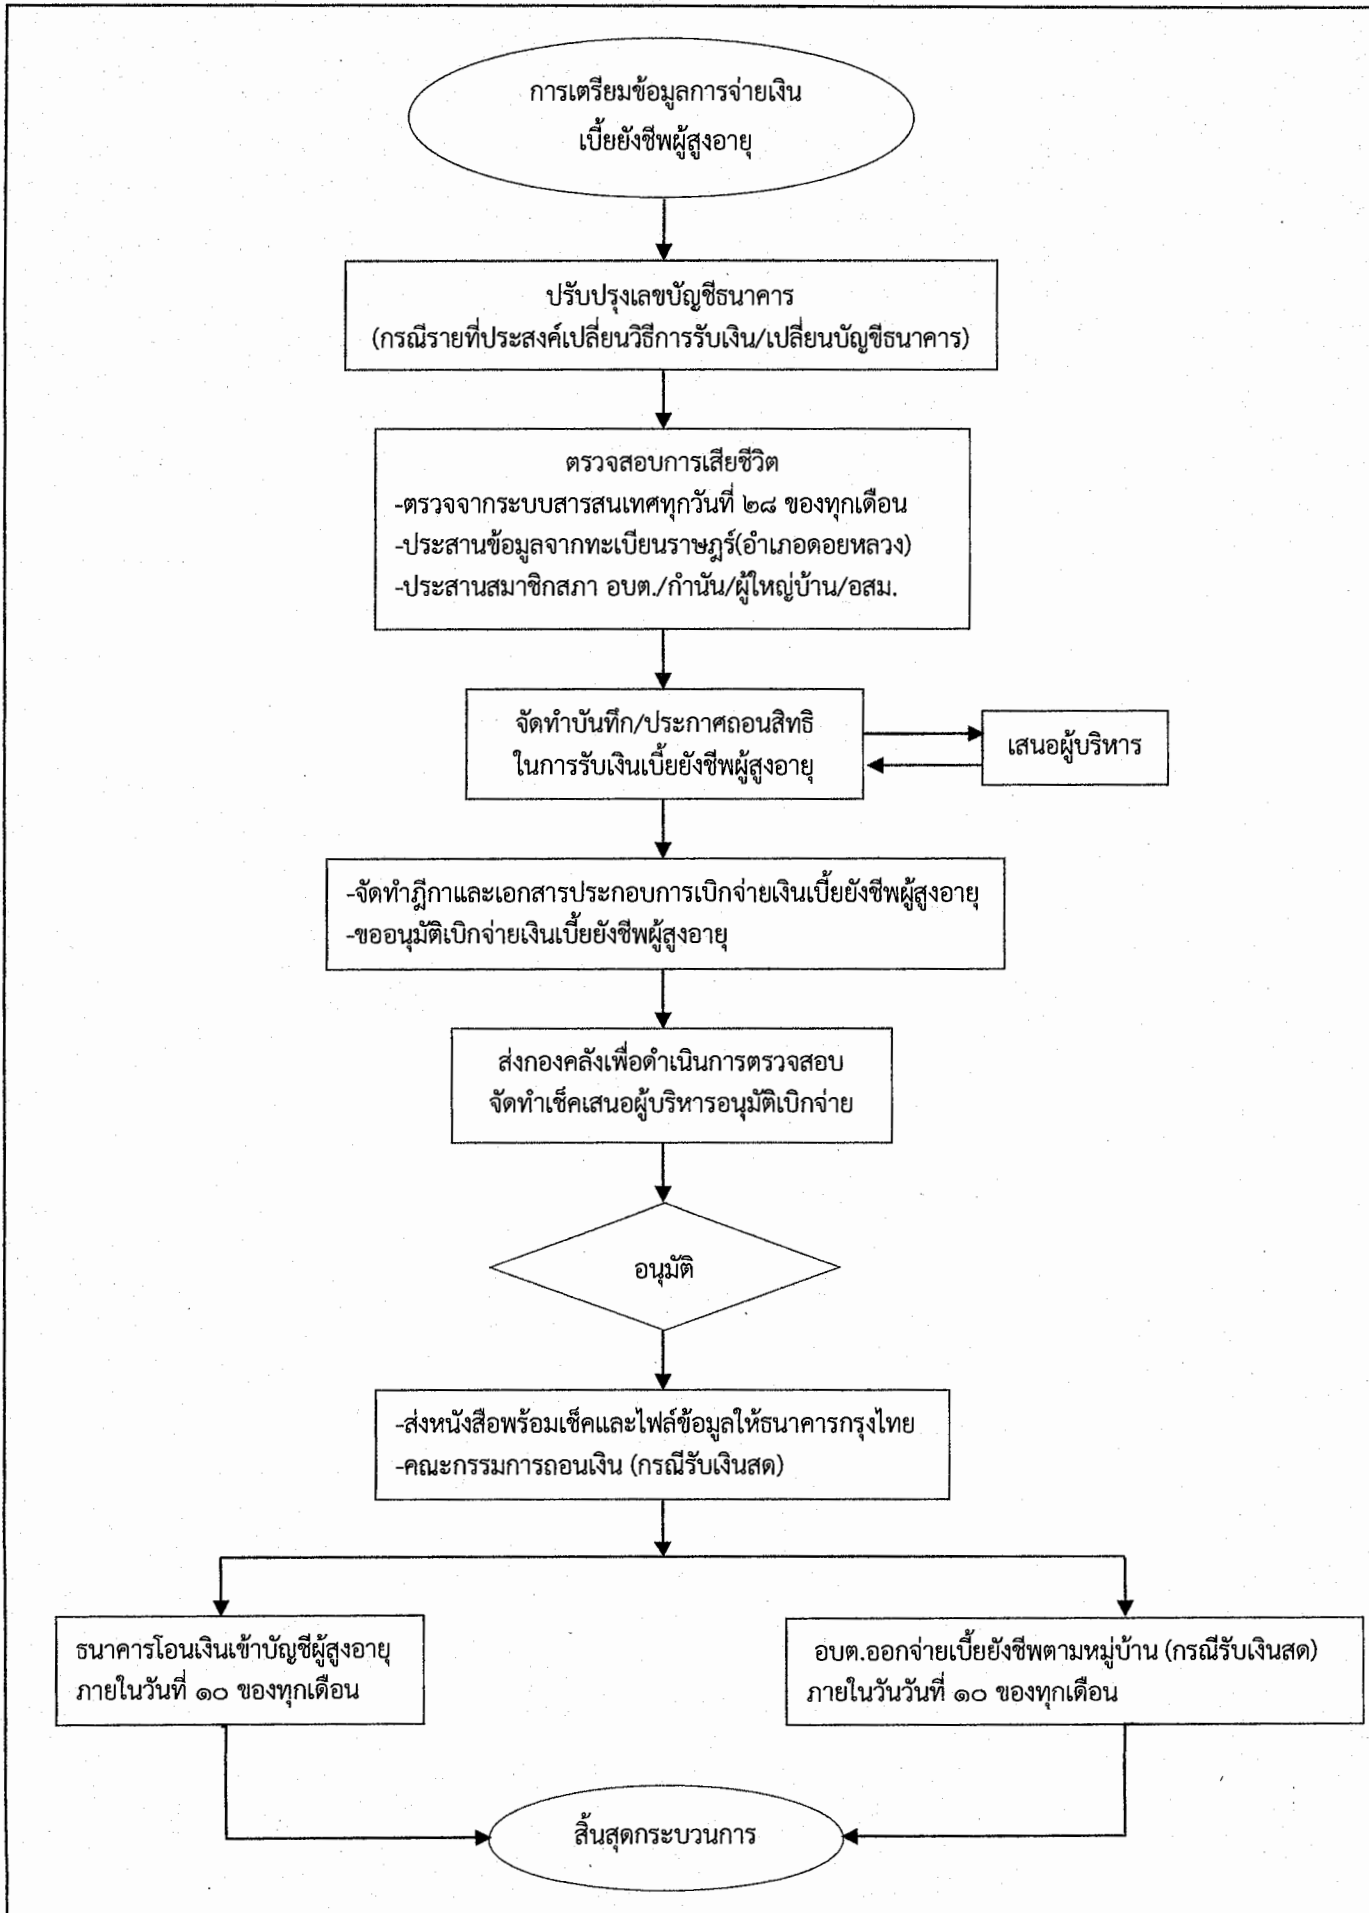 การเตรียมข้อมูลการจ่ายเงิน
เบี้ยยังชีพผู้สูงอายุ
ปรับปรุงเลขบัญชีธนาคาร
(กรณีรายที่ประสงค์เปลี่ยนวิธีการรับเงิน/เปลี่ยนบัญชีธนาคาร)
ตรวจสอบการเสียชีวิต
-ตรวจจากระบบสารสนเทศทุกวันที่ ๒๘ ของทุกเดือน
-ประสานข้อมูลจากทะเบียนราษฎร์(อำเภอดอยหลวง)
-ประสานสมาชิกสภา อบต./กำนัน/ผู้ใหญ่บ้าน/อสม.
จัดทำบันทึก/ประกาศถอนสิทธิ
ในการรับเงินเบี้ยยังชีพผู้สูงอายุ
เสนอผู้บริหาร
-จัดทำฎีกาและเอกสารประกอบการเบิกจ่ายเงินเบี้ยยังชีพผู้สูงอายุ
-ขออนุมัติเบิกจ่ายเงินเบี้ยยังชีพผู้สูงอายุ
ส่งกองคลังเพื่อดำเนินการตรวจสอบ
จัดทำเช็คเสนอผู้บริหารอนุมัติเบิกจ่าย
อนุมัติ
-ส่งหนังสือพร้อมเช็คและไฟล์ข้อมูลให้ธนาคารกรุงไทย
-คณะกรรมการถอนเงิน (กรณีรับเงินสด)
ธนาคารโอนเงินเข้าบัญชีผู้สูงอายุ
ภายในวันที่ ๑๐ ของทุกเดือน
อบต.ออกจ่ายเบี้ยยังชีพตามหมู่บ้าน (กรณีรับเงินสด)
ภายในวันวันที่ ๑๐ ของทุกเดือน
สิ้นสุดกระบวนการ